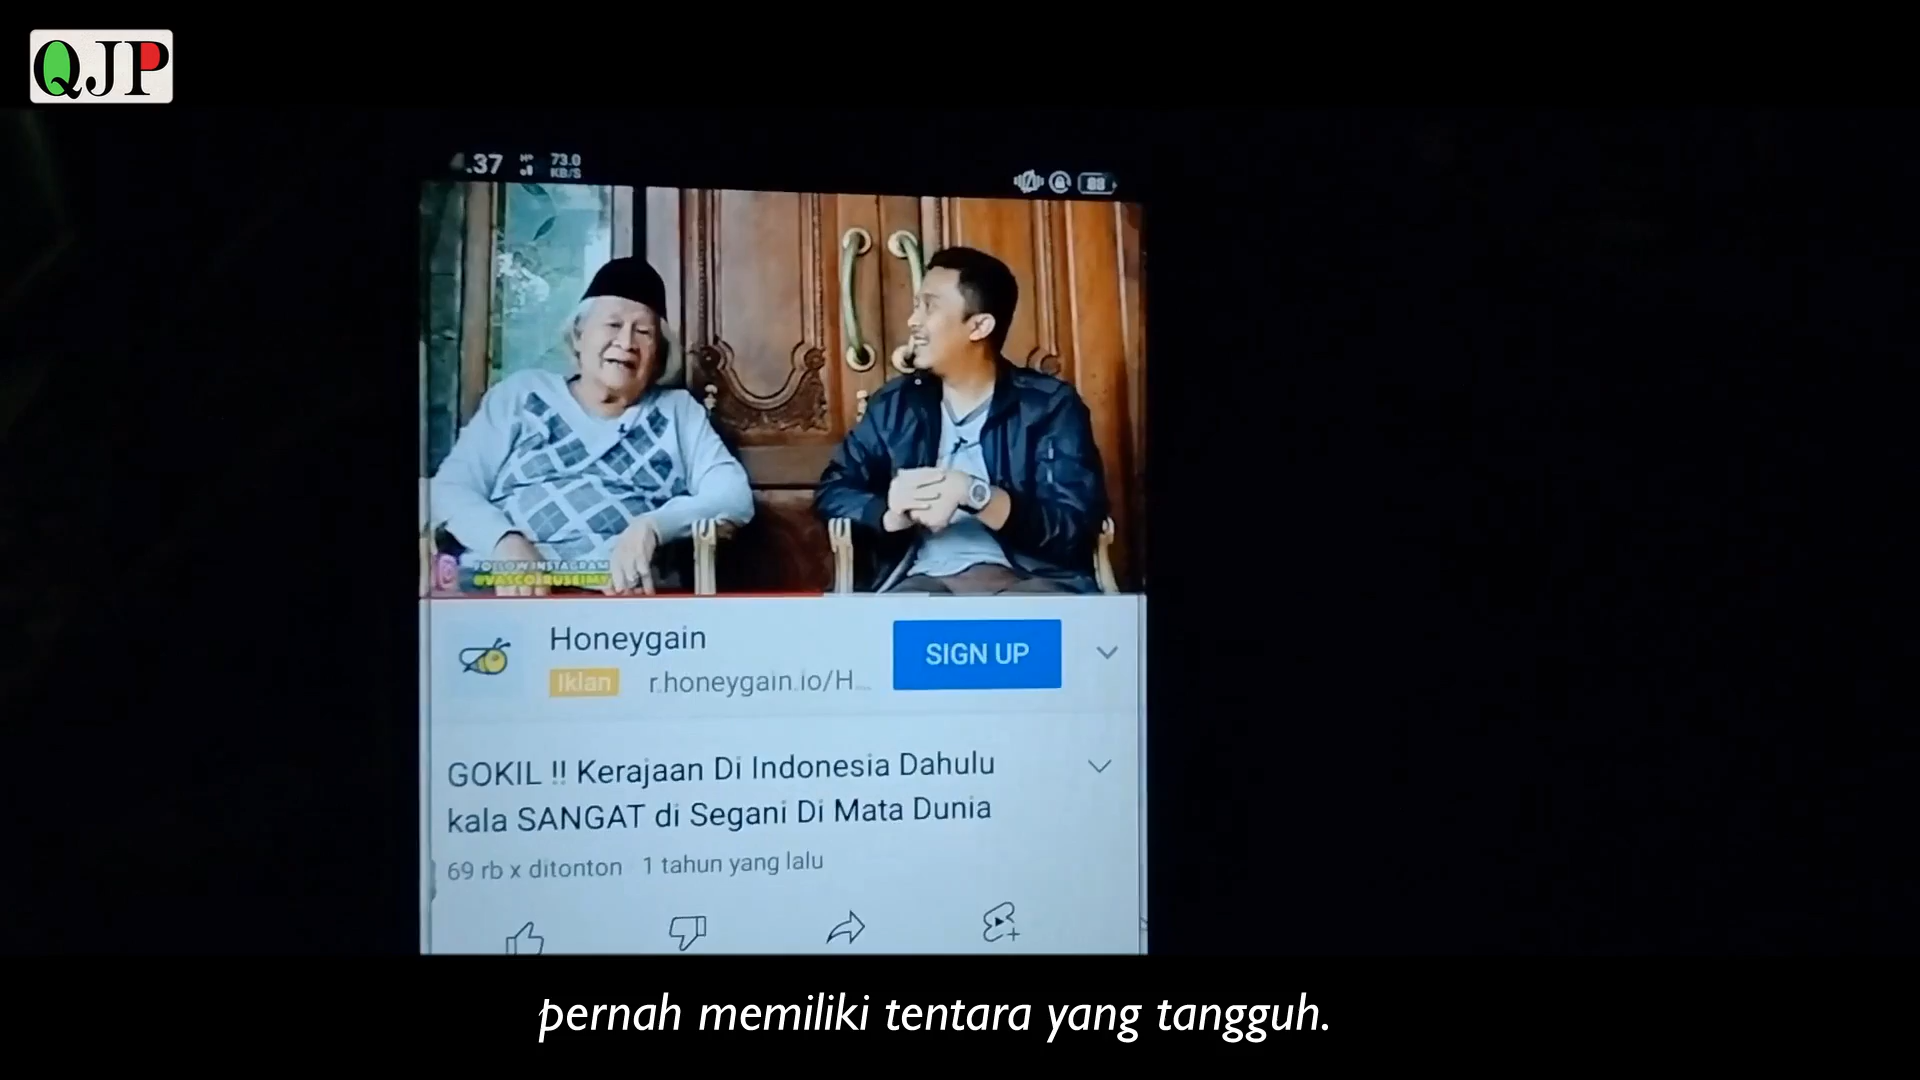 QJP
.37
73.0
KB/S
88
FOLLOW INSTAGRAM
@VASCORUSEIMY
Honeygain
Iklan r.honeygain.io/H...
SIGN UP
GOKIL !! Kerajaan Di Indonesia Dahulu
kala SANGAT di Segani Di Mata Dunia
69 rb x ditonton 1 tahun yang lalu
pernah memiliki tentara yang tangguh.